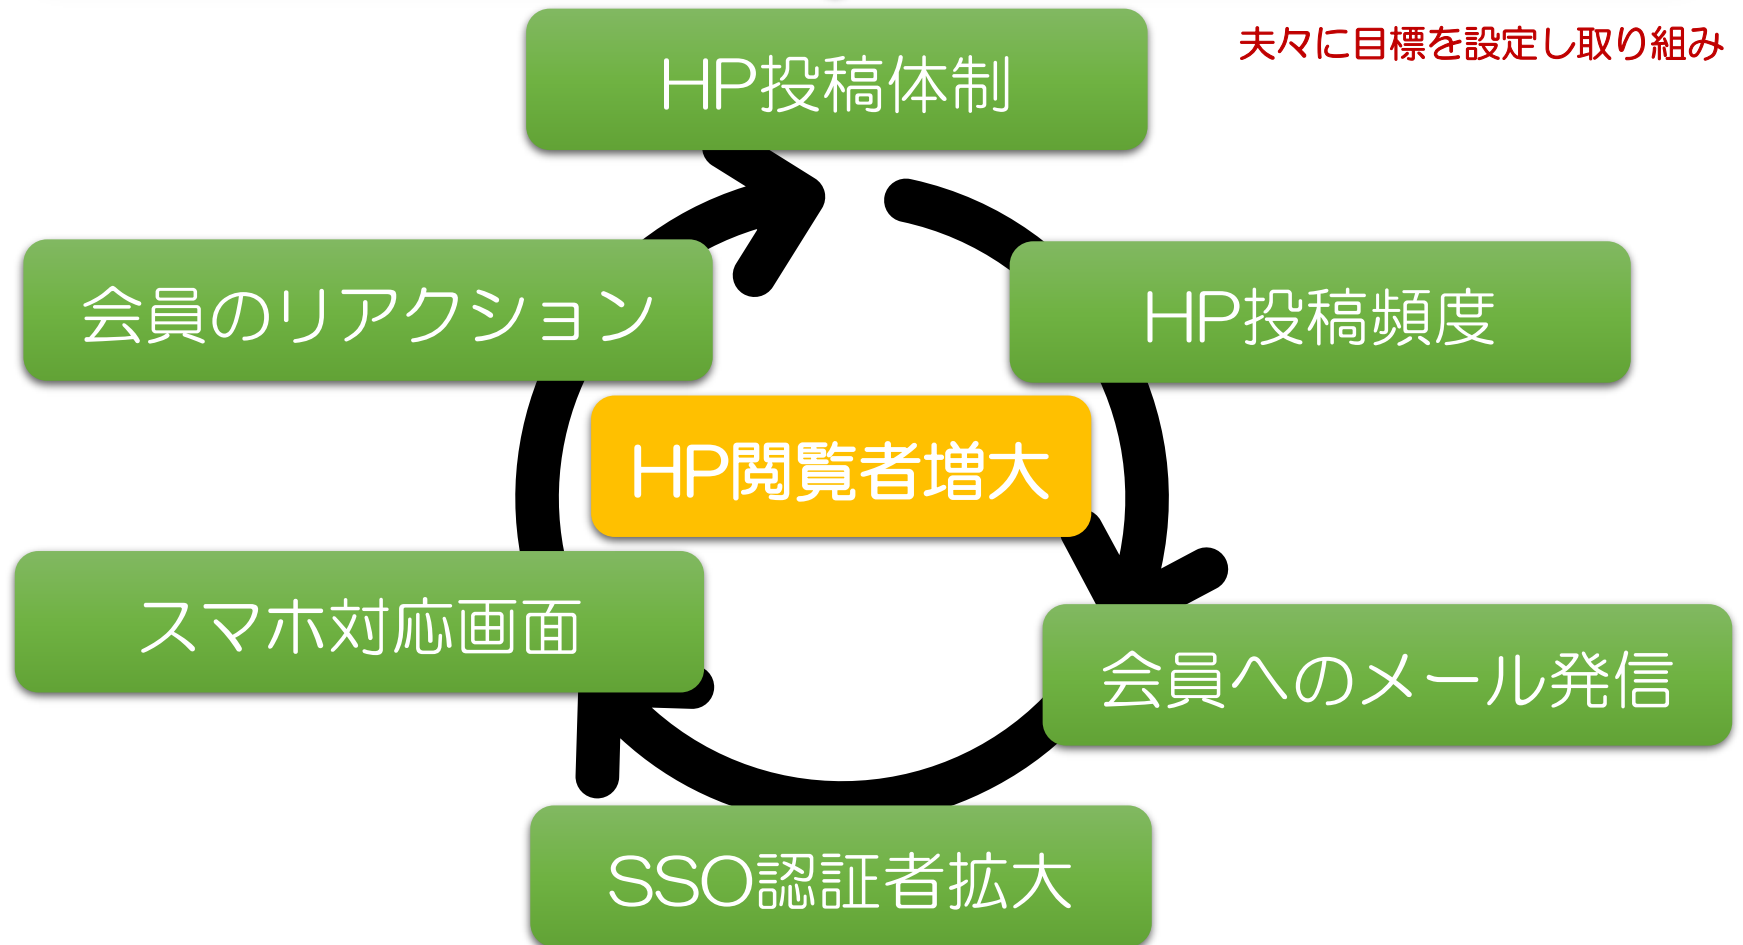 HP投稿体制
夫々に目標を設定し取り組み
会員のリアクション
HP投稿頻度
HP閲覧者増大
スマホ対応画面
会員へのメール発信
SSO認証者拡大